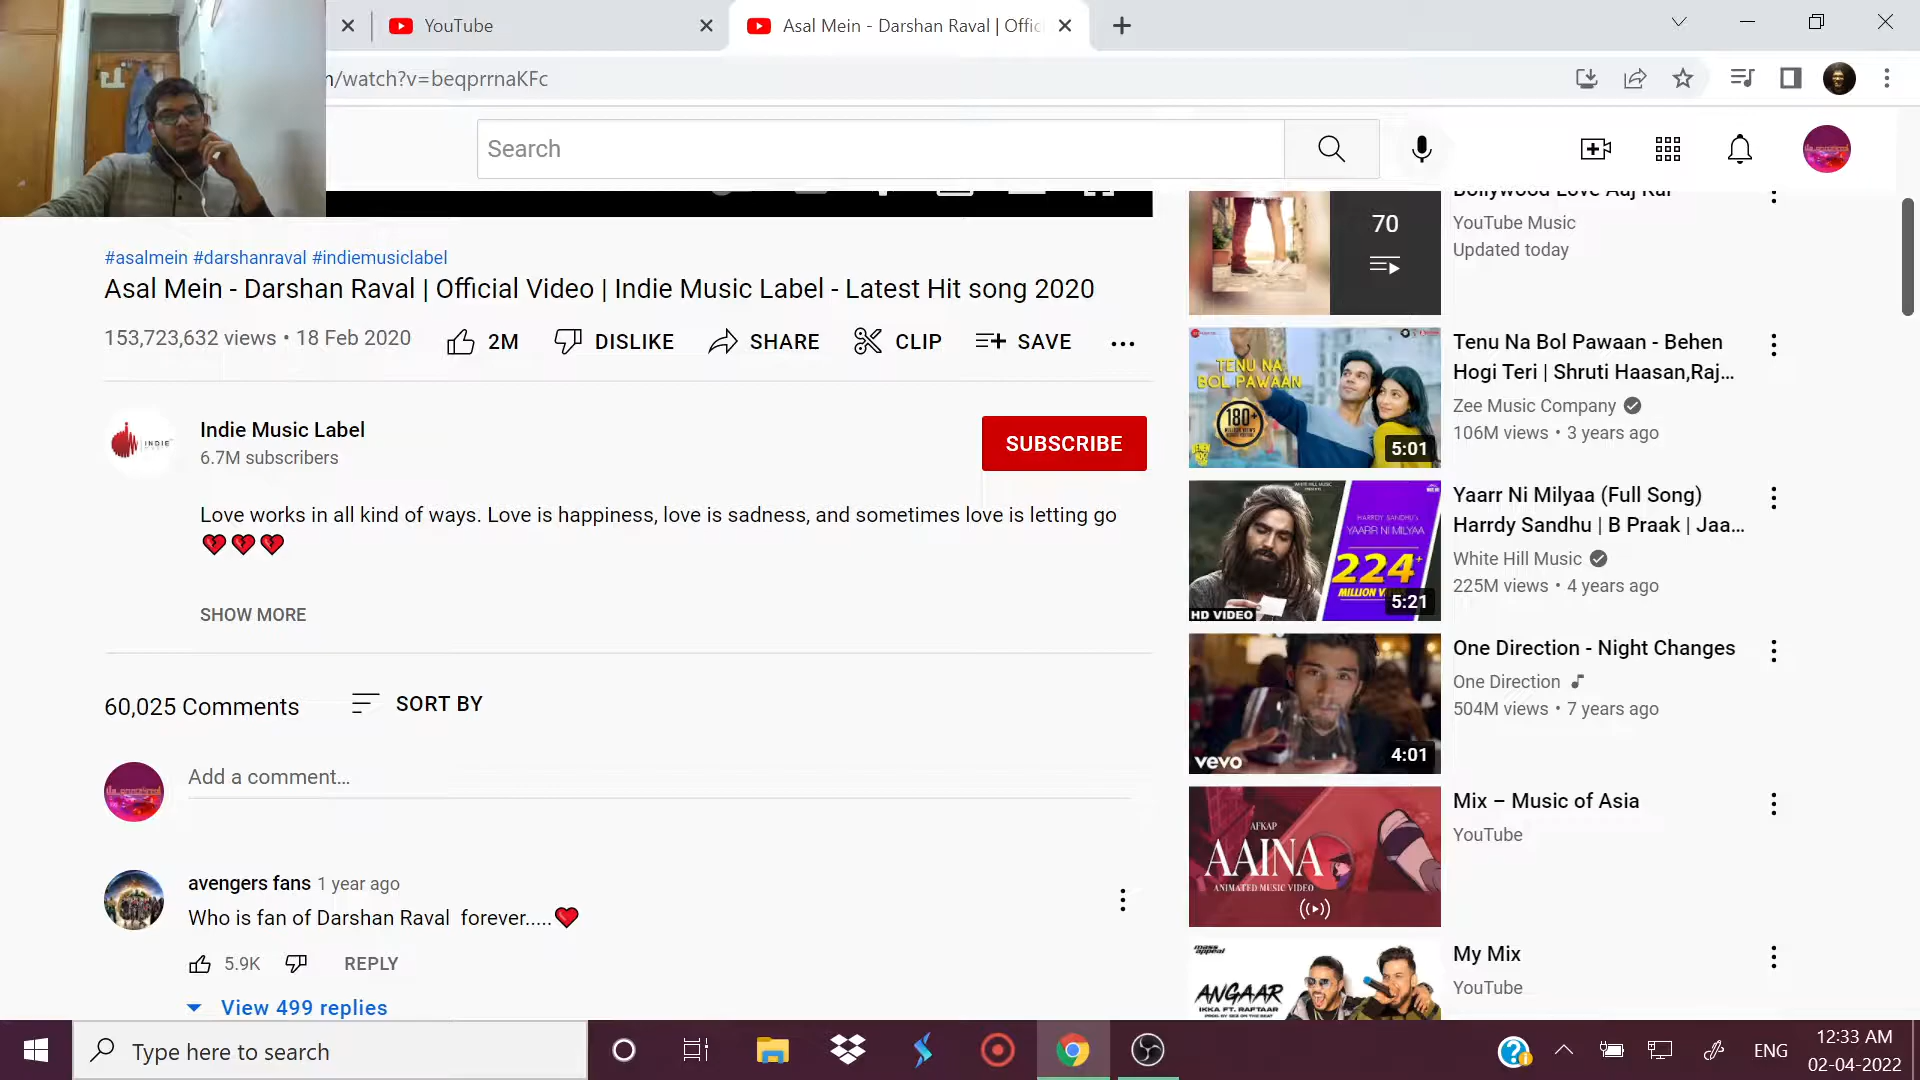 YouTube
Asal Mein - Darshan Raval | Offic
/watch?v=beqprrnaKFc
Search
#asalmein #darshanraval #indiemusiclabel
Asal Mein - Darshan Raval | Official Video | Indie Music Label - Latest Hit song 2020
153,723,632 views • 18 Feb 2020
2M
DISLIKE
SHARE
CLIP
SAVE
INDIE
Indie Music Label
6.7M subscribers
SUBSCRIBE
Love works in all kind of ways. Love is happiness, love is sadness, and sometimes love is letting go
💔💔💔
SHOW MORE
60,025 Comments
SORT BY
Add a comment...
avengers fans 1 year ago
Who is fan of Darshan Raval forever.....❤
5.9K
REPLY
View 499 replies
Bollywood Love Aaj Kal
YouTube Music
Updated today
70
TENU NA
BOL PAWAAN
180+
5:01
Tenu Na Bol Pawaan - Behen
Hogi Teri | Shruti Haasan,Raj...
Zee Music Company
106M views • 3 years ago
HARRDY SANDHU's
YAARR NI MILYAA
224+
MILLION V
5:21
HD VIDEO
Yaarr Ni Milyaa (Full Song)
Harrdy Sandhu | B Praak | Jaa...
White Hill Music
225M views • 4 years ago
vevo
4:01
One Direction - Night Changes
One Direction
504M views • 7 years ago
AFKAP
AAINA
ANIMATED MUSIC VIDEO
Mix – Music of Asia
YouTube
mass
appeal
ANGAAR
IKKA FT. RAFTAAR
My Mix
YouTube
Type here to search
ENG
12:33 AM
02-04-2022